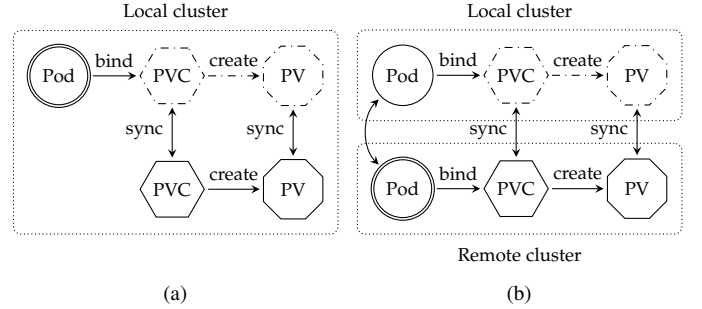 Local cluster
Pod bind PVC create PV
sync sync
PVC create PV
(a)
Local cluster
Pod bind PVC create PV
sync sync
Pod bind PVC create PV
Remote cluster
(b)